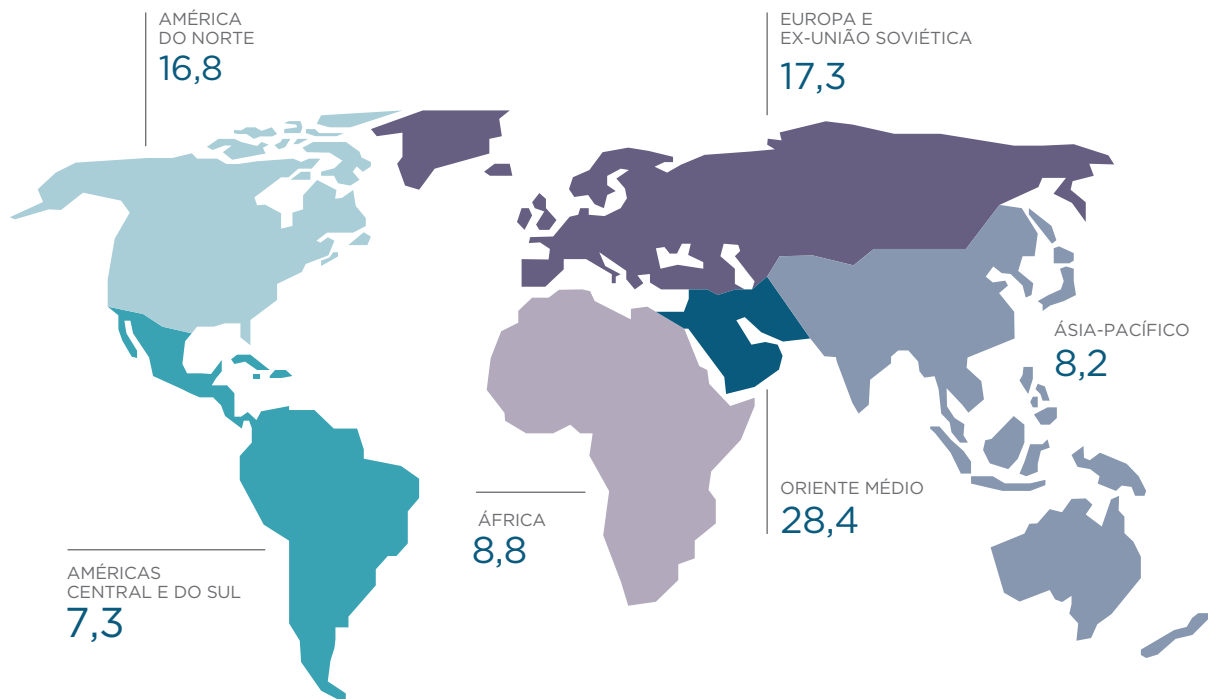 AMÉRICA
DO NORTE
16,8
EUROPA E
EX-UNIÃO SOVIÉTICA
17,3
ÁSIA-PACÍFICO
8,2
ORIENTE MÉDIO
28,4
ÁFRICA
8,8
AMÉRICAS
CENTRAL E DO SUL
7,3